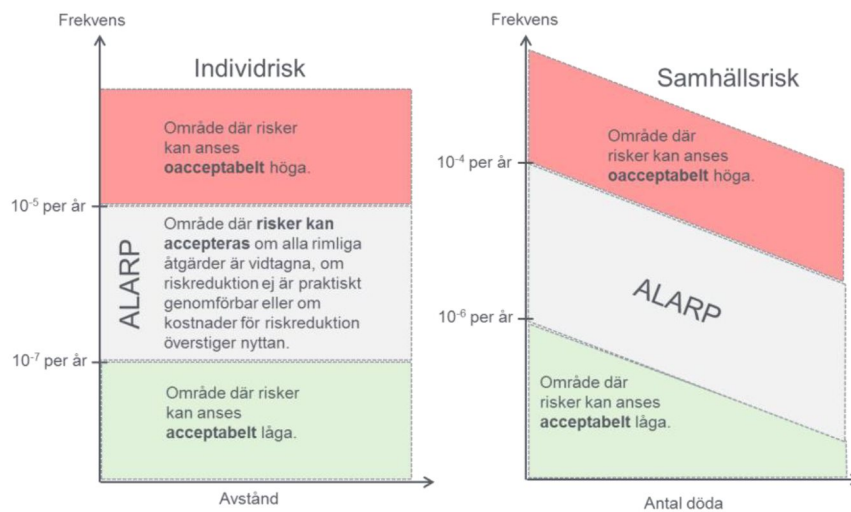 Frekvens
Individrisk
Område där risker
kan anses
oacceptabelt höga.
10-5 per år
ALARP
Område där risker kan
accepteras om alla rimliga
åtgärder är vidtagna, om
riskreduktion ej är praktiskt
genomförbar eller om
kostnader för riskreduktion
överstiger nyttan.
10-7 per år
Område där risker
kan anses
acceptabelt låga.
Avstånd
Frekvens
Samhällsrisk
Område där
risker kan anses
oacceptabelt höga.
10-4 per år
ALARP
10-6 per år
Område där
risker kan anses
acceptabelt låga.
Antal döda